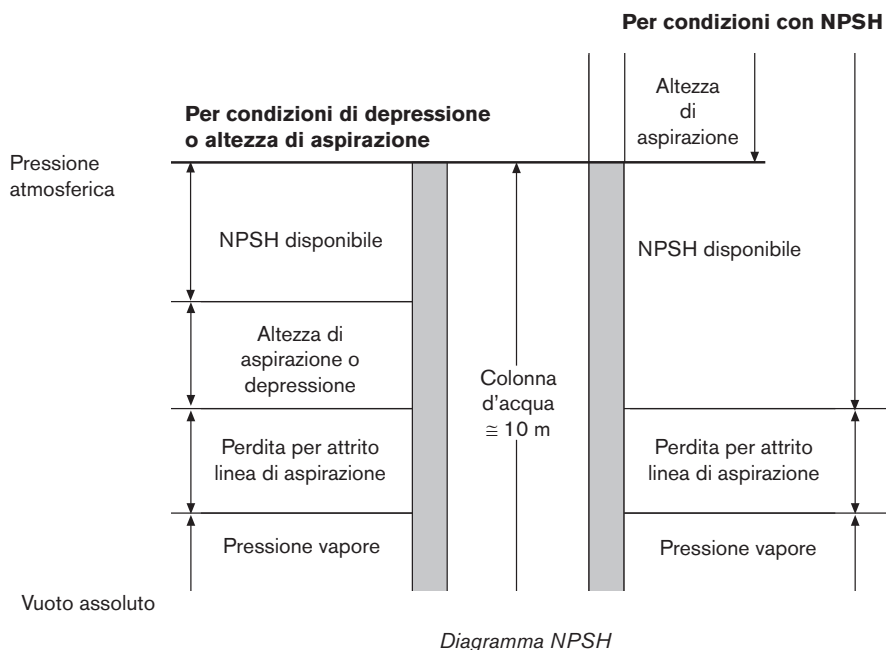 Per condizioni con NPSH
Altezza
di
aspirazione
Per condizioni di depressione
o altezza di aspirazione
Pressione
atmosferica
NPSH disponibile
NPSH disponibile
Altezza di
aspirazione o
depressione
Colonna
d'acqua
≅ 10 m
Perdita per attrito
linea di aspirazione
Perdita per attrito
linea di aspirazione
Pressione vapore
Pressione vapore
Vuoto assoluto
Diagramma NPSH